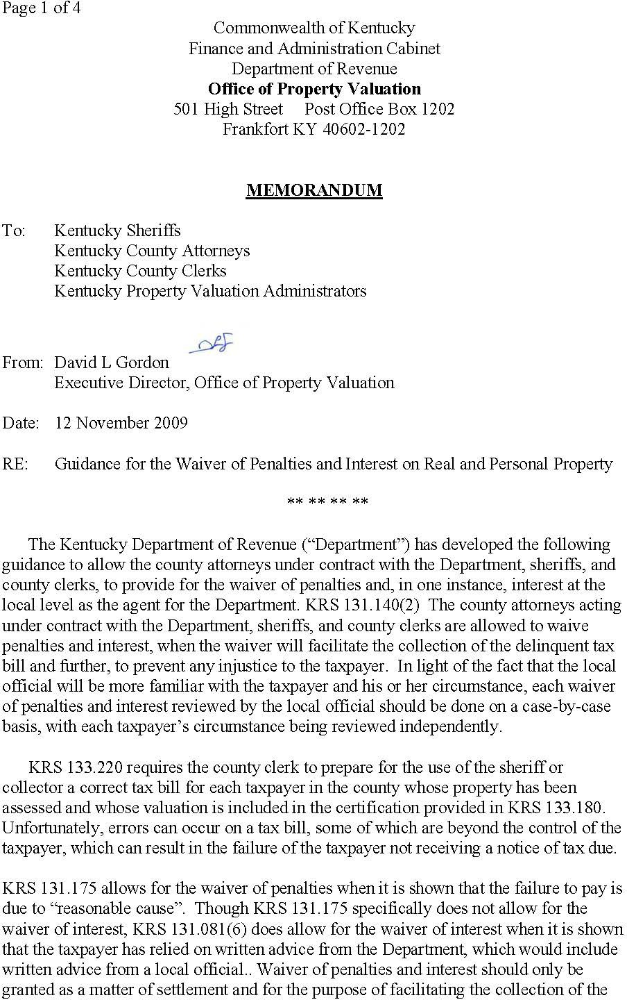 Page 1 of 4
Commonwealth of Kentucky
Finance and Administration Cabinet
Department of Revenue
Office of Property Valuation
501 High Street Post Office Box 1202
Frankfort KY 40602-1202
MEMORANDUM
To: Kentucky Sheriffs
Kentucky County Attorneys
Kentucky County Clerks
Kentucky Property Valuation Administrators
From: David L Gordon
Executive Director, Office of Property Valuation
Date: 12 November 2009
RE: Guidance for the Waiver of Penalties and Interest on Real and Personal Property
** ** ** **
The Kentucky Department of Revenue (“Department”) has developed the following
guidance to allow the county attorneys under contract with the Department, sheriffs, and
county clerks, to provide for the waiver of penalties and, in one instance, interest at the
local level as the agent for the Department. KRS 131.140(2) The county attorneys acting
under contract with the Department, sheriffs, and county clerks are allowed to waive
penalties and interest, when the waiver will facilitate the collection of the delinquent tax
bill and further, to prevent any injustice to the taxpayer. In light of the fact that the local
official will be more familiar with the taxpayer and his or her circumstance, each waiver
of penalties and interest reviewed by the local official should be done on a case-by-case
basis, with each taxpayer’s circumstance being reviewed independently.
KRS 133.220 requires the county clerk to prepare for the use of the sheriff or
collector a correct tax bill for each taxpayer in the county whose property has been
assessed and whose valuation is included in the certification provided in KRS 133.180.
Unfortunately, errors can occur on a tax bill, some of which are beyond the control of the
taxpayer, which can result in the failure of the taxpayer not receiving a notice of tax due.
KRS 131.175 allows for the waiver of penalties when it is shown that the failure to pay is
due to “reasonable cause”. Though KRS 131.175 specifically does not allow for the
waiver of interest, KRS 131.081(6) does allow for the waiver of interest when it is shown
that the taxpayer has relied on written advice from the Department, which would include
written advice from a local official.. Waiver of penalties and interest should only be
granted as a matter of settlement and for the purpose of facilitating the collection of the